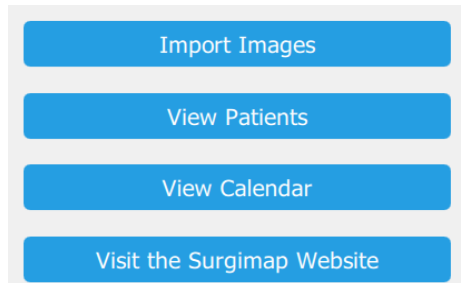 Import Images
View Patients
View Calendar
Visit the Surgimap Website